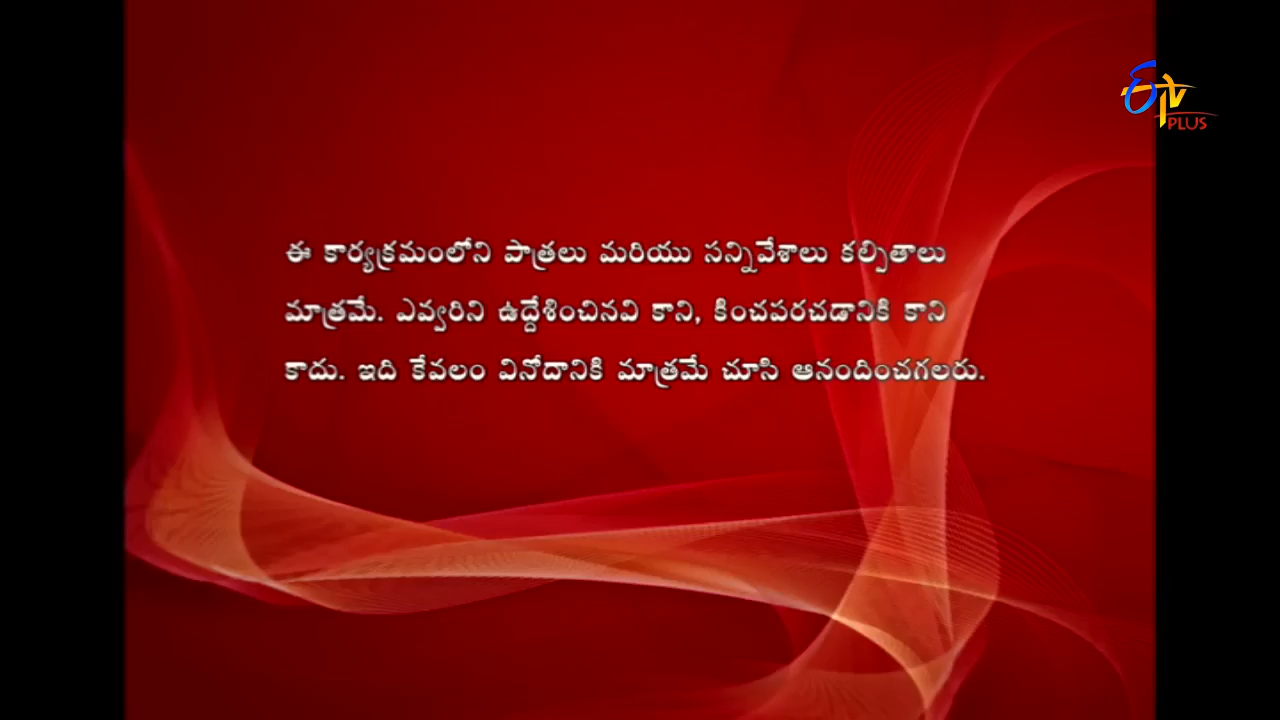 ETV
PLUS
ఈ కార్యక్రమంలోని పాత్రలు మరియు సన్నివేశాలు కల్పితాలు
మాత్రమే. ఎవ్వరిని ఉద్దేశించినవి కాని, కించపరచడానికి కాని
కాదు. ఇది కేవలం వినోదానికి మాత్రమే చూసి ఆనందించగలరు.